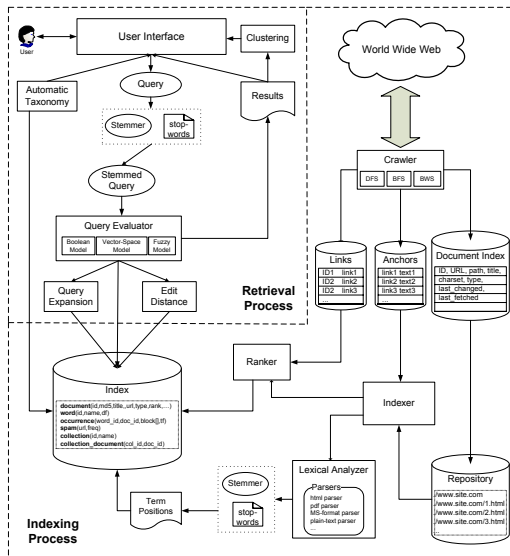 User Interface
Clustering
User
World Wide Web
Automatic
Taxonomy
Query
Results
Stemmer
stop-
words
Crawler
DFS
BFS
BWS
Stemmed
Query
Query Evaluator
Boolean
Model
Vector-Space
Model
Fuzzy
Model
Links
ID1 link1
ID2 link2
ID2 link3
...
Anchors
link1 text1
link2 text2
link3 text3
...
Document Index
ID, URL, path, title,
charset, type,
last_changed,
last_fetched
Query
Expansion
Edit
Distance
Retrieval
Process
Ranker
Index
document(id,md5,title,,url,type,rank,...)
word(id,name,df)
occurrence(word_id,doc_id,block[],tf)
spam(url,freq)
collection(id,name)
collection_document(col_id,doc_id)
Indexer
Lexical Analyzer
Parsers
html parser
pdf parser
MS-format parser
plain-text parser
...
Repository
./www.site.com
./www.site.com/1.html
./www.site.com/2.html
./www.site.com/3.html
...
Stemmer
stop-
words
Term
Positions
Indexing
Process